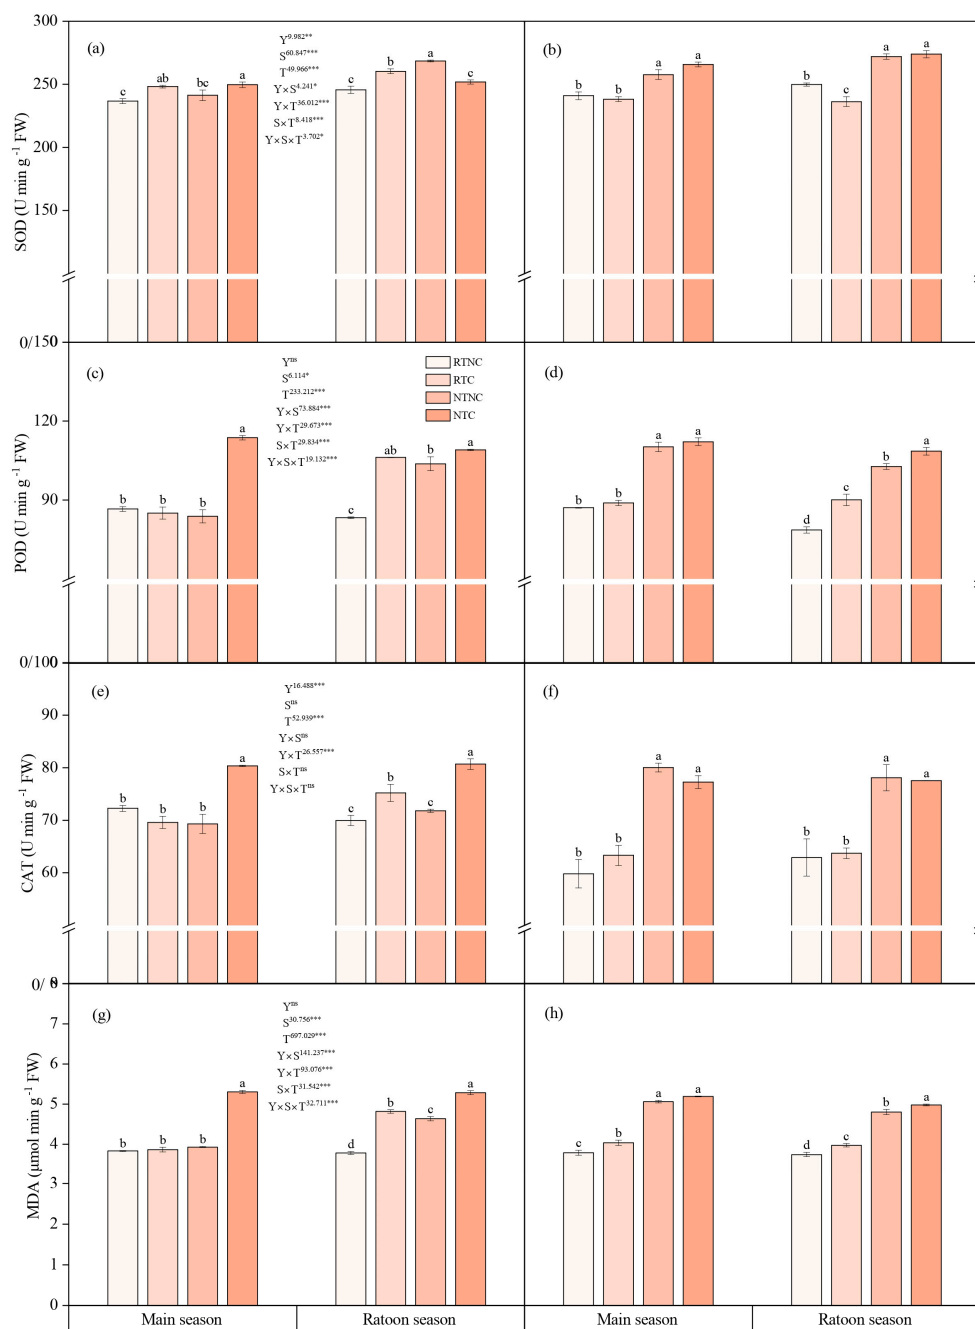 300
(a)
Y9.982**
S60.847***
T49.966***
Y×S4.241*
Y×T36.012***
S×T8.418***
Y×S×T3.702*
c
ab
bc
a
c
b
a
c
(b)
b
b
a
a
b
c
a
a
250
200
150
SOD (U min g-1 FW)
0/150
(c)
Yns
S6.114*
T233.212***
Y×S73.884***
Y×T29.673***
S×T29.834***
Y×S×T19.132***
RTNC
RTC
NTNC
NTC
b
b
b
a
c
ab
b
a
(d)
b
b
a
a
d
c
b
a
120
90
POD (U min g-1 FW)
0/100
(e)
Y16.488***
Sns
T52.939***
Y×Sns
Y×T26.557***
S×Tns
Y×S×Tns
b
b
b
a
c
b
c
a
(f)
b
b
a
a
b
b
a
a
90
80
70
60
CAT (U min g-1 FW)
0/8
(g)
Yns
S30.756***
T697.029***
Y×S141.237***
Y×T93.076***
S×T31.542***
Y×S×T32.711***
b
b
b
a
d
b
c
a
(h)
c
b
a
a
d
c
b
a
7
6
5
4
3
2
1
0
MDA (μmol min g-1 FW)
Main season
Ratoon season
Main season
Ratoon season